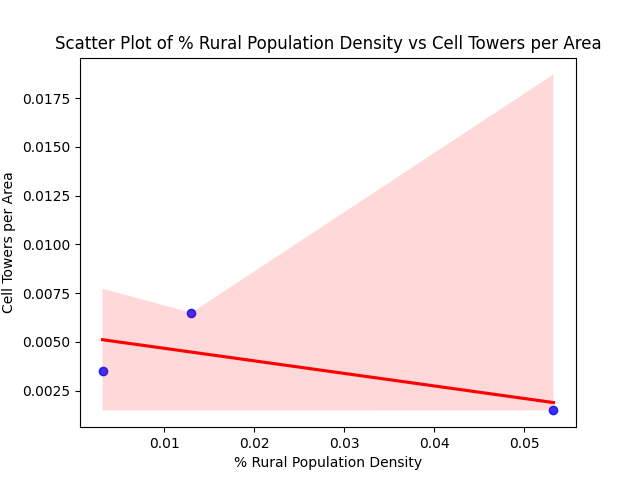 Scatter Plot of % Rural Population Density vs Cell Towers per Area
0.0175
0.0150
0.0125
0.0100
0.0075
0.0050
0.0025
Cell Towers per Area
0.01 0.02 0.03 0.04 0.05
% Rural Population Density